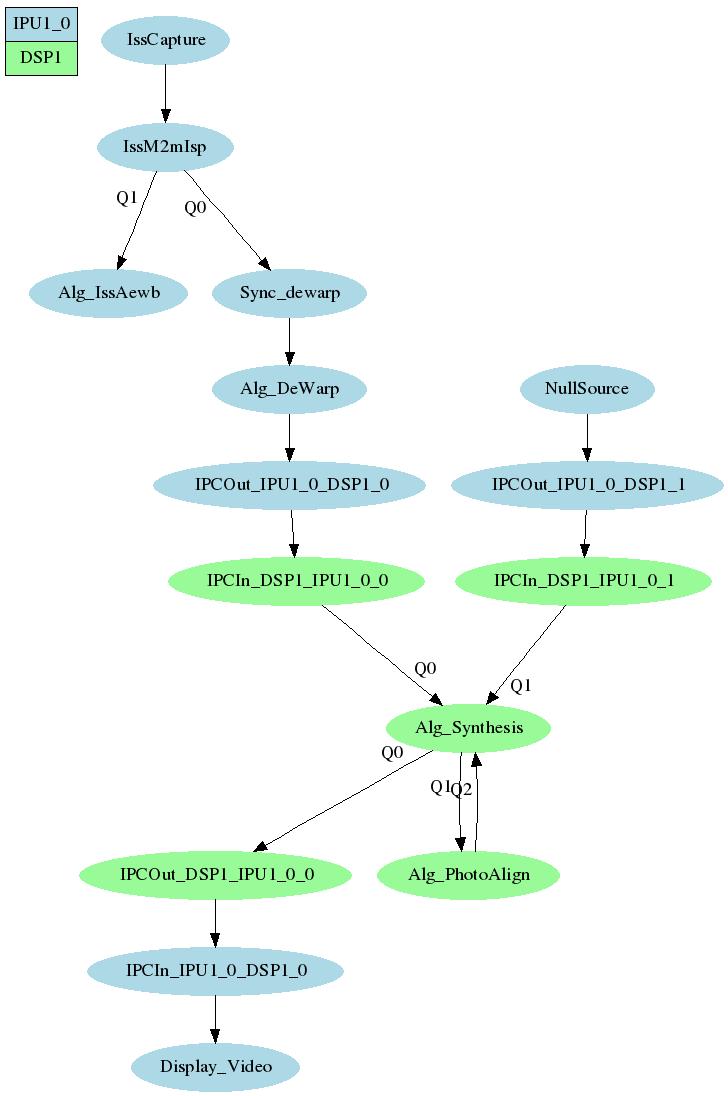 IPU1_0
DSP1
IssCapture
IssM2mIsp
Q1
Q0
Alg_IssAewb
Sync_dewarp
Alg_DeWarp
NullSource
IPCOut_IPU1_0_DSP1_0
IPCOut_IPU1_0_DSP1_1
IPCIn_DSP1_IPU1_0_0
IPCIn_DSP1_IPU1_0_1
Q0
Q1
Alg_Synthesis
Q0
Q1
Q2
IPCOut_DSP1_IPU1_0_0
Alg_PhotoAlign
IPCIn_IPU1_0_DSP1_0
Display_Video